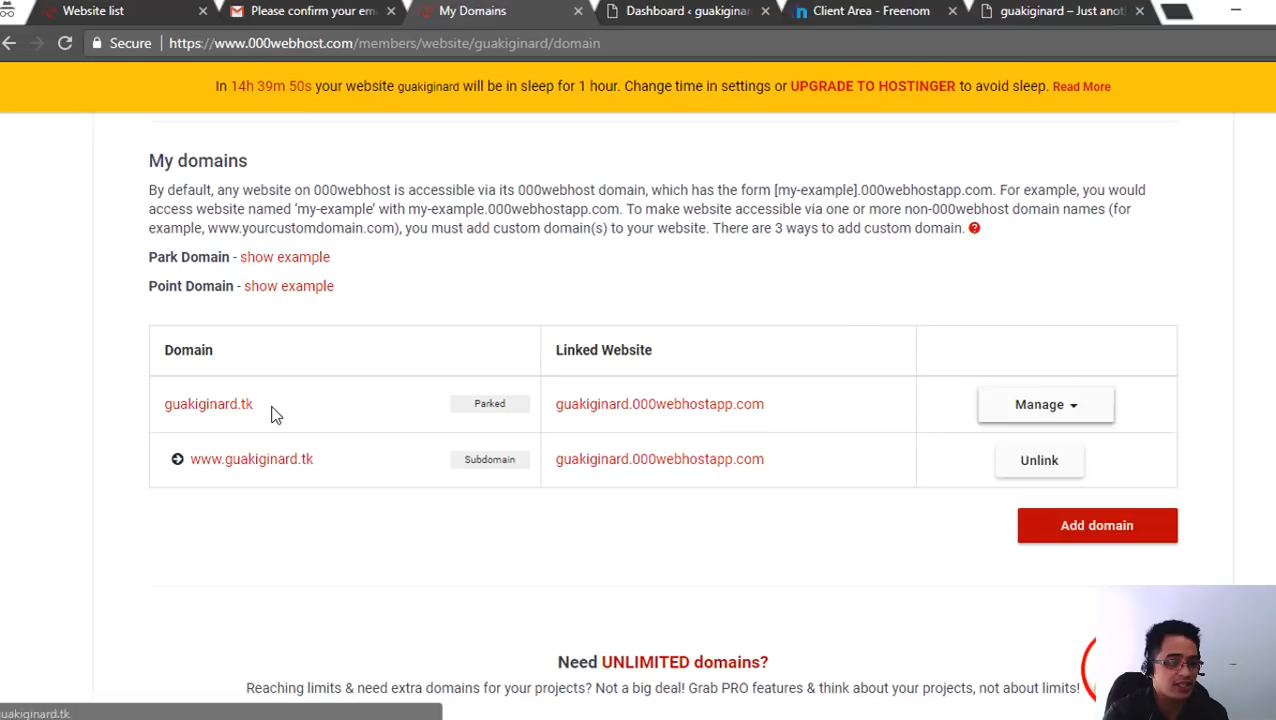 Website list
Please confirm your em
My Domains
Dashboard ‹ guakiginar
Client Area - Freenom
guakiginard – Just anot
Secure
https://www.000webhost.com/members/website/guakiginard/domain
In 14h 39m 50s your website guakiginard will be in sleep for 1 hour. Change time in settings or UPGRADE TO HOSTINGER to avoid sleep. Read More
My domains
By default, any website on 000webhost is accessible via its 000webhost domain, which has the form [my-example].000webhostapp.com. For example, you would
access website named 'my-example' with my-example.000webhostapp.com. To make website accessible via one or more non-000webhost domain names (for
example, www.yourcustomdomain.com), you must add custom domain(s) to your website. There are 3 ways to add custom domain. ?
Park Domain - show example
Point Domain - show example
Domain
Linked Website
guakiginard.tk
Parked
guakiginard.000webhostapp.com
Manage
www.guakiginard.tk
Subdomain
guakiginard.000webhostapp.com
Unlink
Add domain
Need UNLIMITED domains?
Reaching limits & need extra domains for your projects? Not a big deal! Grab PRO features & think about your projects, not about limits!
uakiginard.tk